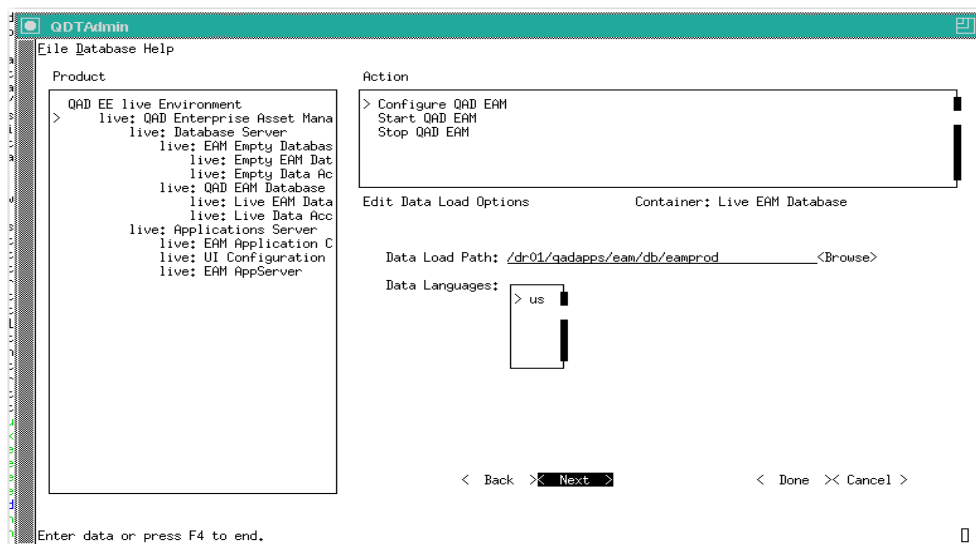 QDTAdmin
File Database Help
Product
QAD EE live Environment
> live: QAD Enterprise Asset Mana
live: Database Server
live: EAM Empty Databas
live: Empty EAM Dat
live: Empty Data Ac
live: QAD EAM Database
live: Live EAM Data
live: Live Data Acc
live: Applications Server
live: EAM Application C
live: UI Configuration
live: EAM AppServer
Action
> Configure QAD EAM
Start QAD EAM
Stop QAD EAM
Edit Data Load Options Container: Live EAM Database
Data Load Path: /dr01/qadapps/eam/db/eamprod <Browse>
Data Languages:
> us
< Back >< Next > < Done >< Cancel >
Enter data or press F4 to end.